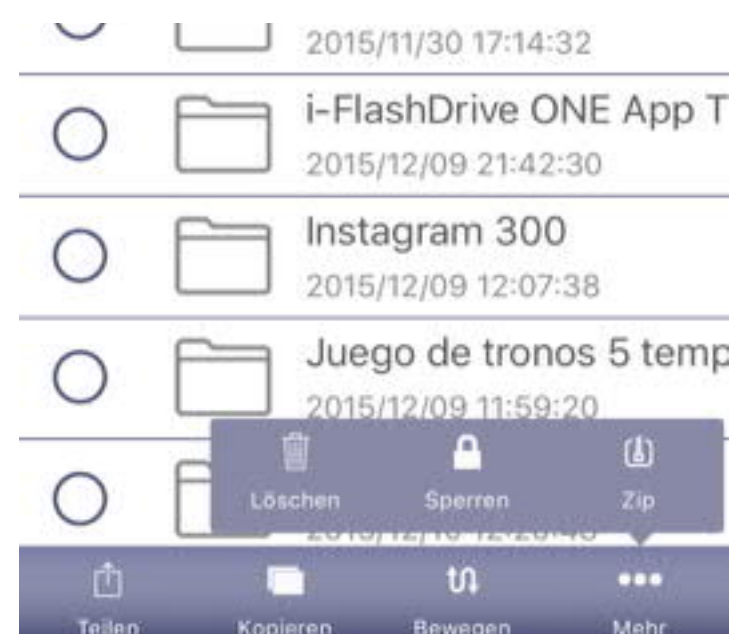 2015/11/30 17:14:32
i-FlashDrive ONE App T
2015/12/09 21:42:30
Instagram 300
2015/12/09 12:07:38
Juego de tronos 5 temp
2015/12/09 11:59:20
Löschen Sperren Zip
Teilen Kopieren Bewegen Mehr